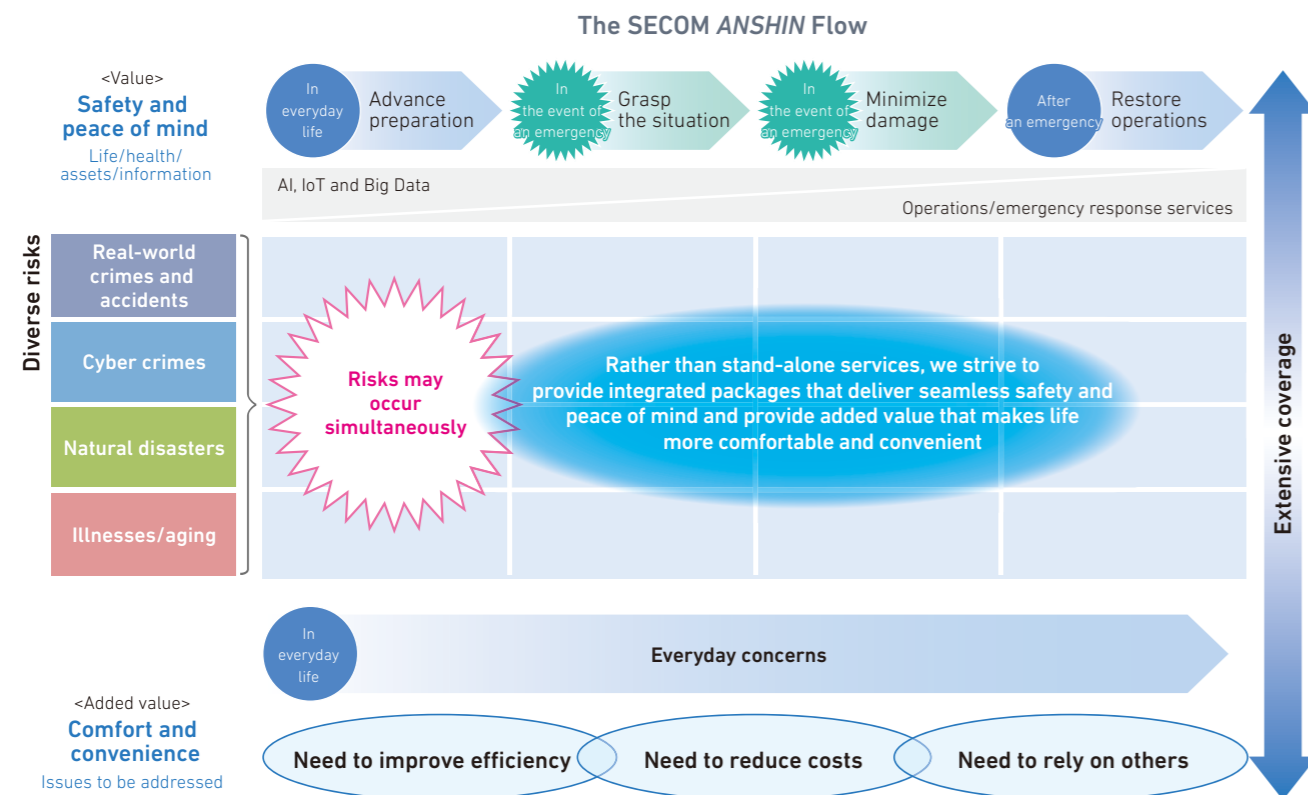 The SECOM ANSHIN Flow
<Value>
Safety and
peace of mind
Life/health/
assets/information
In
everyday
life
Advance
preparation
In
the event of
an emergency
Grasp
the situation
In
the event of
an emergency
Minimize
damage
After
an emergency
Restore
operations
AI, IoT and Big Data
Operations/emergency response services
Diverse risks
Real-world
crimes and
accidents
Cyber crimes
Natural disasters
Illnesses/aging
Risks may
occur
simultaneously
Rather than stand-alone services, we strive to
provide integrated packages that deliver seamless safety and
peace of mind and provide added value that makes life
more comfortable and convenient
Extensive coverage
In
everyday
life
Everyday concerns
<Added value>
Comfort and
convenience
Issues to be addressed
Need to improve efficiency
Need to reduce costs
Need to rely on others